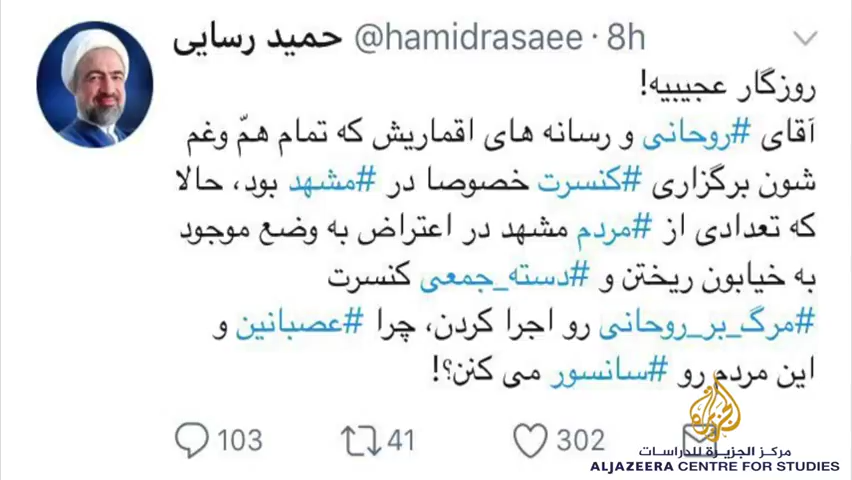 حمید رسایی @hamidrasaee · 8h
روزگار عجیبیه!
آقای #روحانی و رسانه های اقماریش که تمام همّ وغم
شون برگزاری #کنسرت خصوصا در #مشهد بود، حالا
که تعدادی از #مردم مشهد در اعتراض به وضع موجود
به خیابون ریختن و #دسته_جمعی کنسرت
#مرگ_بر_روحانی رو اجرا کردن، چرا #عصبانین و
این مردم رو #سانسور می کنن؟!
103 41 302
الجزيرة
مركز الجزيرة للدراسات
ALJAZEERA CENTRE FOR STUDIES